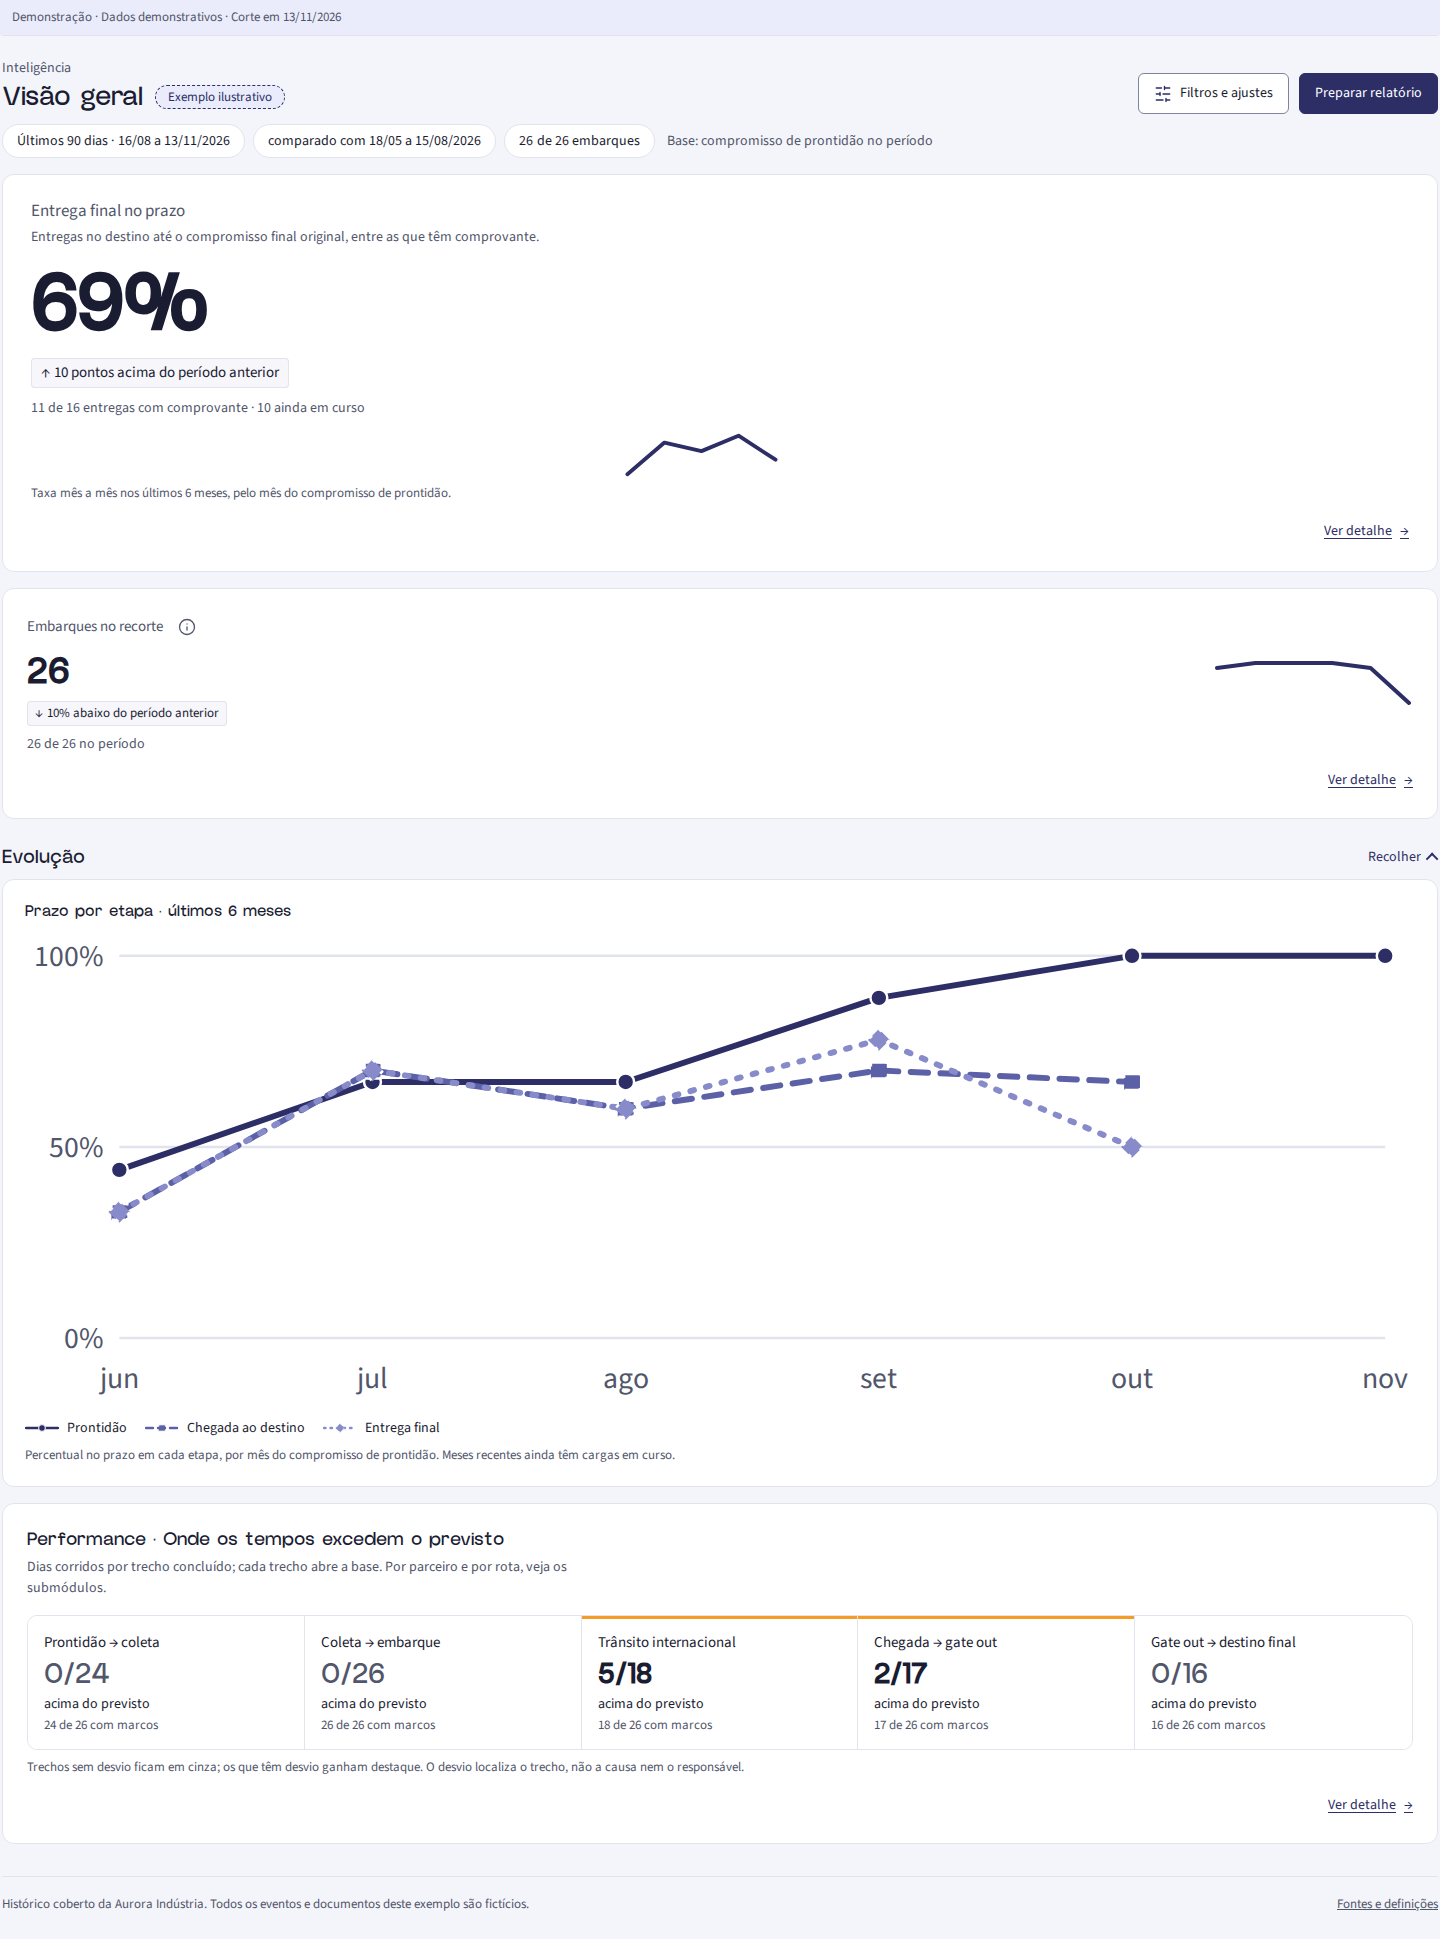 Demonstração · Dados demonstrativos · Corte em 13/11/2026
Inteligência
Visão geral
Exemplo ilustrativo
Filtros e ajustes
Preparar relatório
Últimos 90 dias · 16/08 a 13/11/2026
comparado com 18/05 a 15/08/2026
26 de 26 embarques
Base: compromisso de prontidão no período
Entrega final no prazo
Entregas no destino até o compromisso final original, entre as que têm comprovante.
69%
↑ 10 pontos acima do período anterior
11 de 16 entregas com comprovante · 10 ainda em curso
Taxa mês a mês nos últimos 6 meses, pelo mês do compromisso de prontidão.
Ver detalhe →
Embarques no recorte
26
↓ 10% abaixo do período anterior
26 de 26 no período
Ver detalhe →
Evolução
Recolher
Prazo por etapa · últimos 6 meses
100%
50%
0%
jun jul ago set out nov
Prontidão
Chegada ao destino
Entrega final
Percentual no prazo em cada etapa, por mês do compromisso de prontidão. Meses recentes ainda têm cargas em curso.
Performance · Onde os tempos excedem o previsto
Dias corridos por trecho concluído; cada trecho abre a base. Por parceiro e por rota, veja os
submódulos.
Prontidão → coleta
0/24
acima do previsto
24 de 26 com marcos
Coleta → embarque
0/26
acima do previsto
26 de 26 com marcos
Trânsito internacional
5/18
acima do previsto
18 de 26 com marcos
Chegada → gate out
2/17
acima do previsto
17 de 26 com marcos
Gate out → destino final
0/16
acima do previsto
16 de 26 com marcos
Trechos sem desvio ficam em cinza; os que têm desvio ganham destaque. O desvio localiza o trecho, não a causa nem o responsável.
Ver detalhe →
Histórico coberto da Aurora Indústria. Todos os eventos e documentos deste exemplo são fictícios.
Fontes e definições